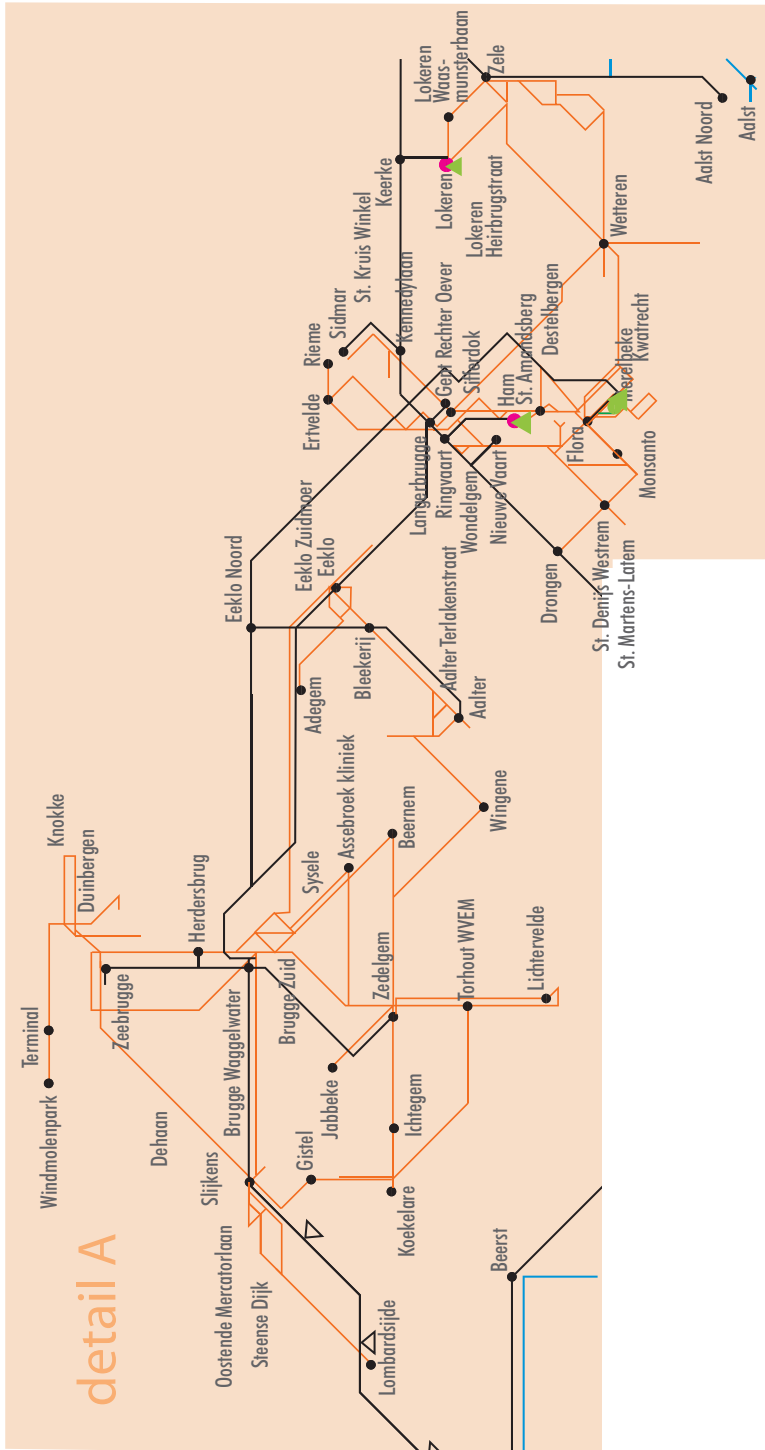 detail A
Windmolenpark
Terminal
Knokke
Duinbergen
Zeebrugge
Herdersbrug
Dehaan
Slijkens
Brugge Waggelwater
Brugge Zuid
Sysele
Assebroek kliniek
Beernem
Zedelgem
Torhout WVEM
Lichtervelde
Jabbeke
Gistel
Ichtegem
Koekelare
Oostende Mercatorlaan
Steense Dijk
Lombardsijde
Beerst
Wingene
Aalter
Aalter Terlakenstraat
Bleekerij
Adegem
Eeklo Noord
Eeklo Zuidmoer
Eeklo
Ertvelde
Rieme
Sidmar
St. Kruis Winkel
Kennedylaan
Keerke
Langerbrugge
Ringvaart
Wondelgem
Nieuwe Vaart
Gent Rechter Oever
Sifferdok
Ham
St. Amandsberg
Destelbergen
Flora
Merelbeke
Kwatrecht
Monsanto
Drongen
St. Denijs Westrem
St. Martens-Latem
Wetteren
Lokeren
Lokeren
Heirbrugstraat
Lokeren
Waas-
munsterbaan
Zele
Aalst Noord
Aalst